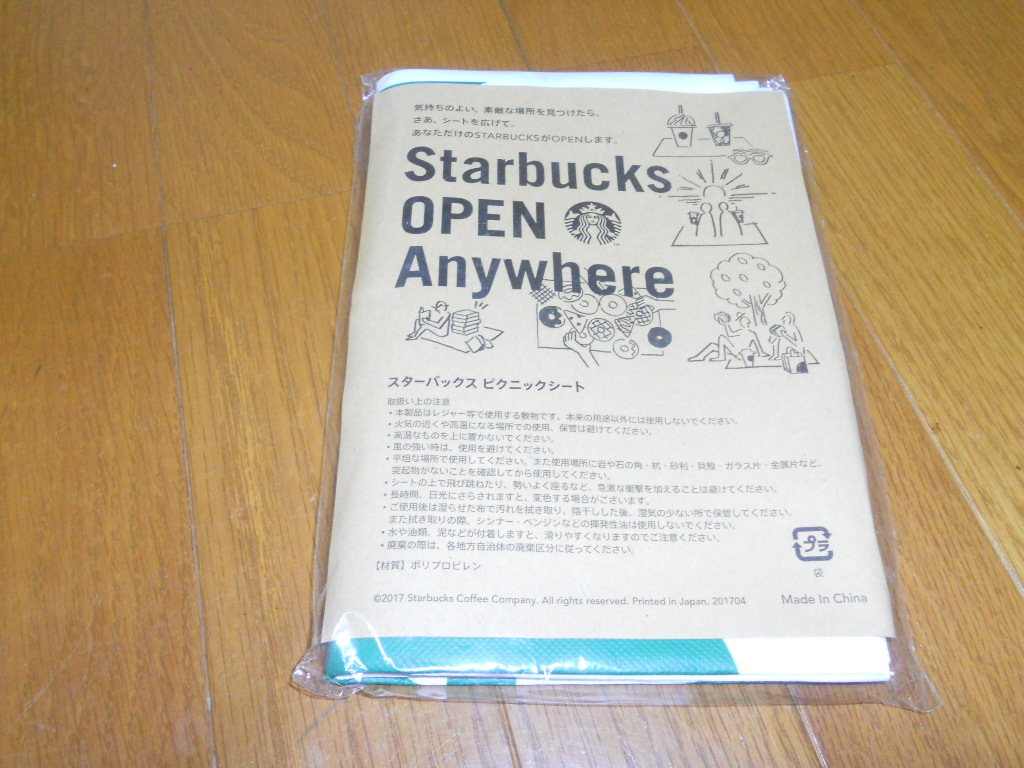 気持ちのよい、素敵な場所を見つけたら、
さあ、シートを広げて。
あなただけのSTARBUCKSがOPENします。
Starbucks
OPEN
Anywhere
TM
スターバックス ピクニックシート
取扱い上の注意
・本製品はレジャー等で使用する敷物です。本来の用途以外には使用しないでください。
・火気の近くや高温になる場所での使用、保管は避けてください。
・高温なものを上に置かないでください。
・風の強い時は、使用を避けてください。
・平坦な場所で使用してください。また使用場所に岩や石の角・杭・砂利・貝殻・ガラス片・金属片など、
突起物がないことを確認してから使用してください。
・シートの上で飛び跳ねたり、勢いよく座るなど、急激な衝撃を加えることは避けてください。
・長時間、日光にさらされますと、変色する場合がございます。
・ご使用後は湿らせた布で汚れを拭き取り、陰干しした後、湿気の少ない所で保管してください。
また拭き取りの際、シンナー・ベンジンなどの揮発性油は使用しないでください。
・水や油類、泥などが付着しますと、滑りやすくなりますのでご注意ください。
・廃棄の際は、各地方自治体の廃棄区分に従ってください。
【材質】ポリプロピレン
プラ
袋
©2017 Starbucks Coffee Company. All rights reserved. Printed in Japan. 201704
Made In China